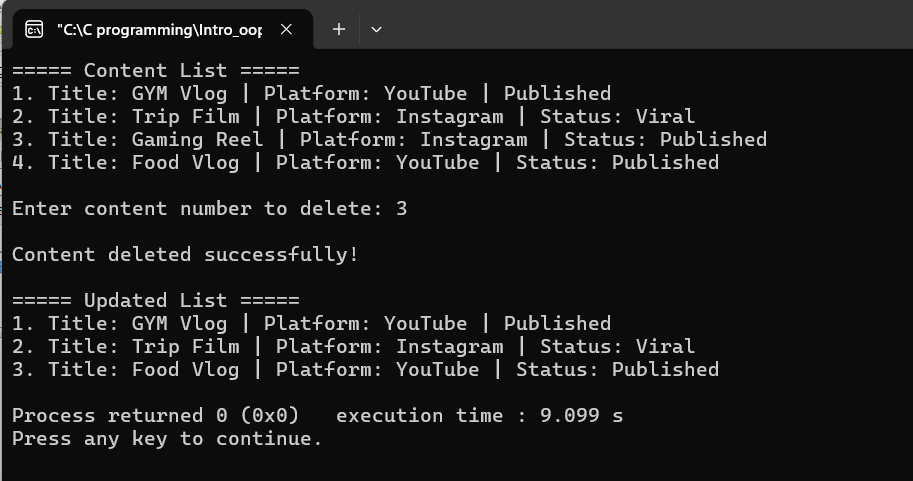 "C:\C programming\Intro_oop
===== Content List =====
1. Title: GYM Vlog | Platform: YouTube | Published
2. Title: Trip Film | Platform: Instagram | Status: Viral
3. Title: Gaming Reel | Platform: Instagram | Status: Published
4. Title: Food Vlog | Platform: YouTube | Status: Published
Enter content number to delete: 3
Content deleted successfully!
===== Updated List =====
1. Title: GYM Vlog | Platform: YouTube | Published
2. Title: Trip Film | Platform: Instagram | Status: Viral
3. Title: Food Vlog | Platform: YouTube | Status: Published
Process returned 0 (0x0)   execution time : 9.099 s
Press any key to continue.